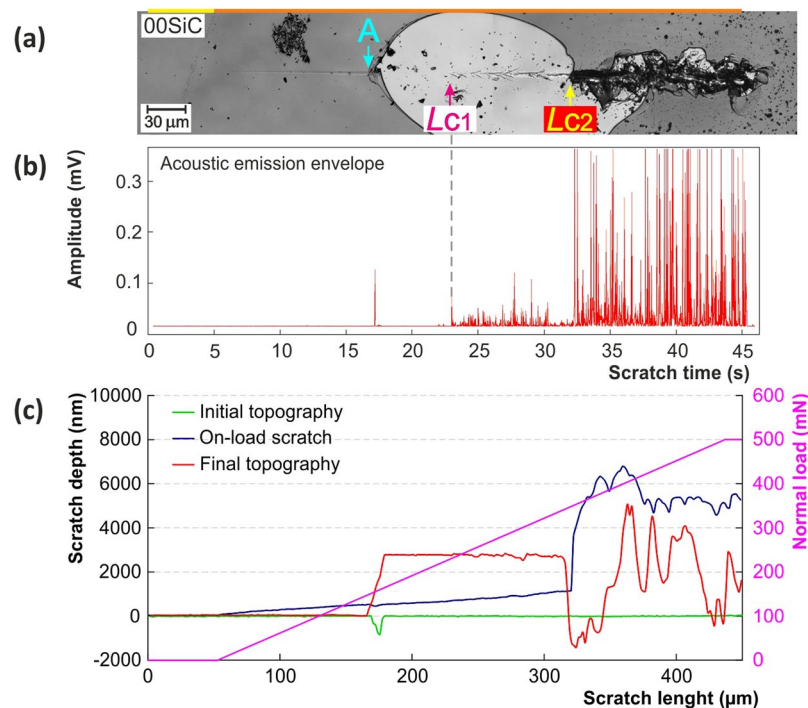 (a)
00SiC
A
30 µm
LC1
LC2
(b)
Acoustic emission envelope
Amplitude (mV)
0.3
0.2
0.1
0
0 5 10 15 20 25 30 35 40 45
Scratch time (s)
(c)
Scratch depth (nm)
10000
8000
6000
4000
2000
0
-2000
Initial topography
On-load scratch
Final topography
600
500
400
300
200
100
0
Normal load (mN)
0 100 200 300 400
Scratch lenght (µm)